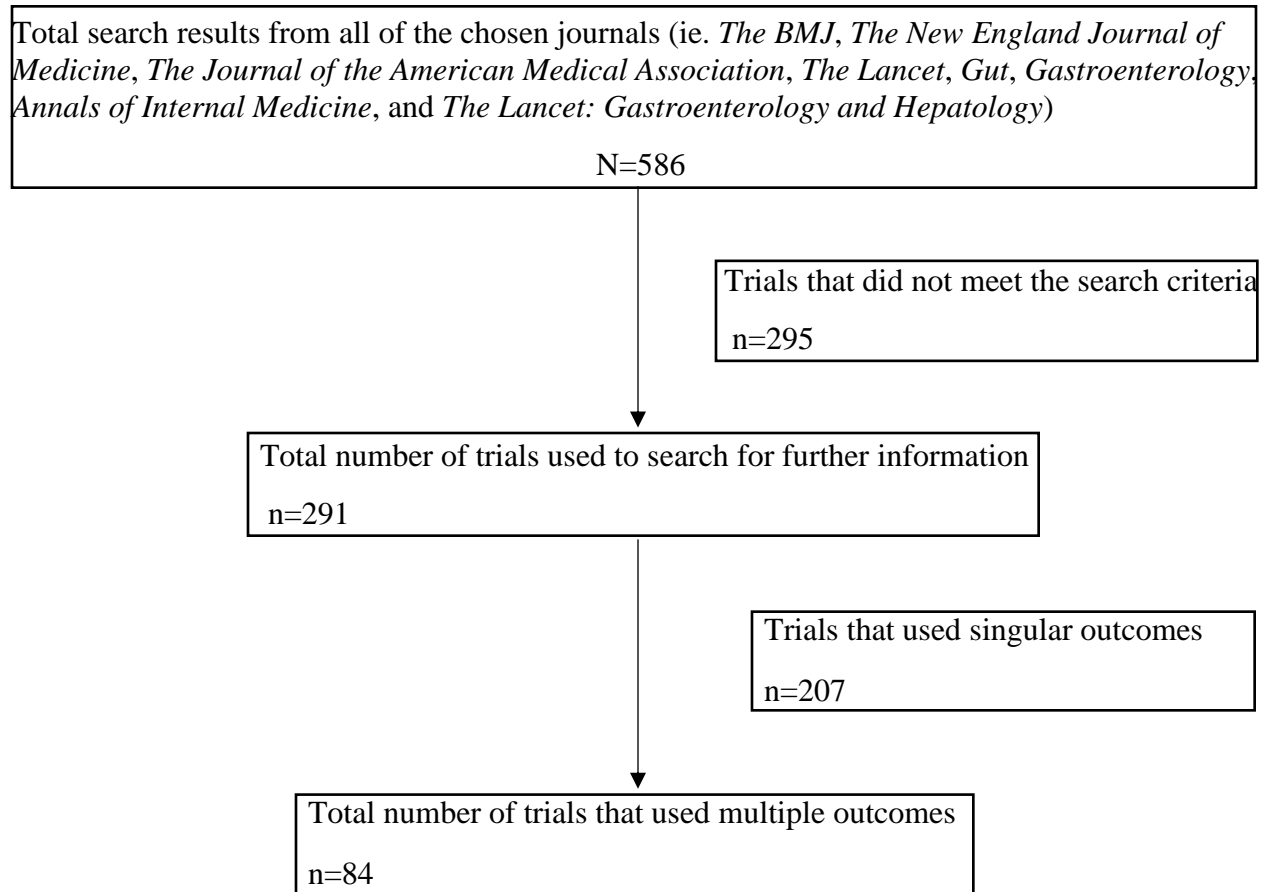 Total search results from all of the chosen journals (ie. The BMJ, The New England Journal of
Medicine, The Journal of the American Medical Association, The Lancet, Gut, Gastroenterology,
Annals of Internal Medicine, and The Lancet: Gastroenterology and Hepatology)
N=586
Trials that did not meet the search criteria
n=295
Total number of trials used to search for further information
n=291
Trials that used singular outcomes
n=207
Total number of trials that used multiple outcomes
n=84